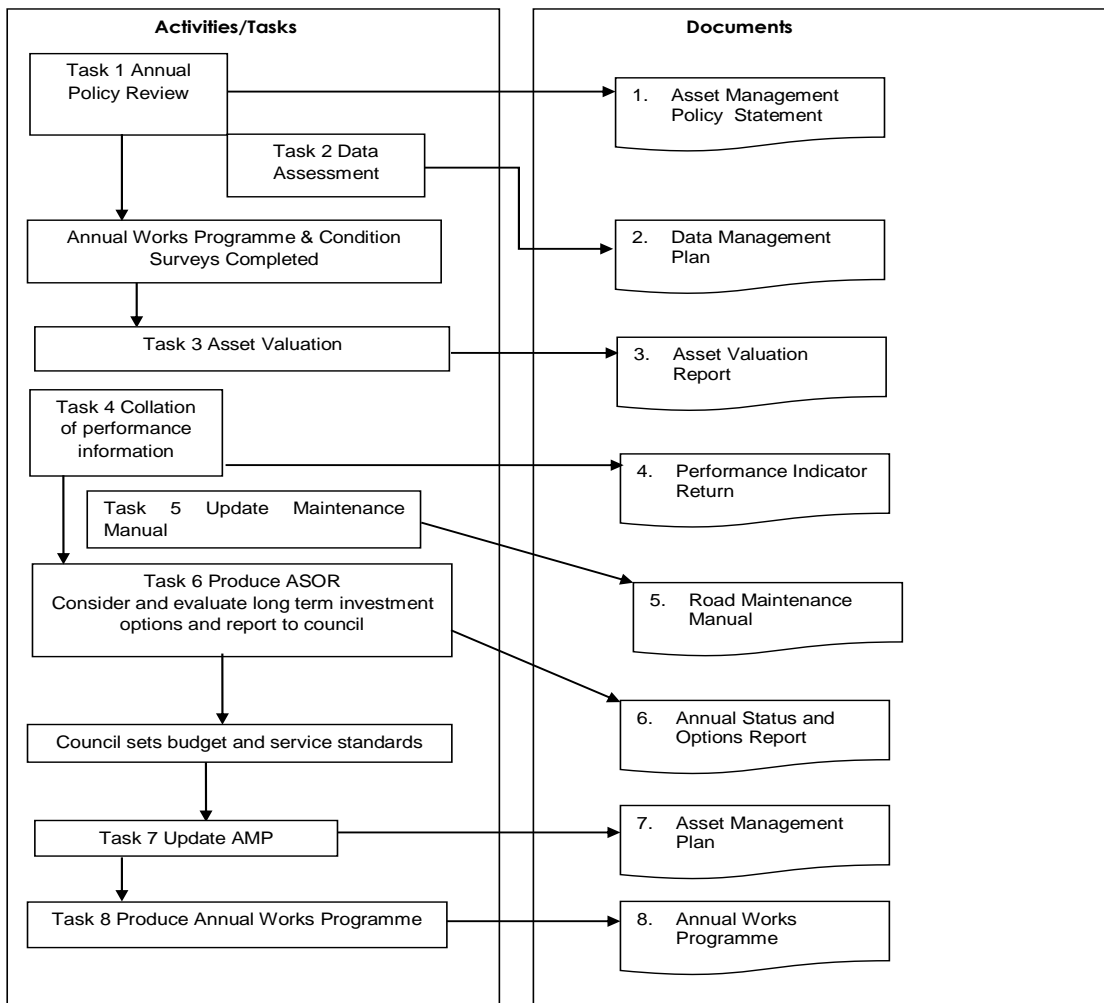 Activities/Tasks
Documents
Task 1 Annual
Policy Review
1. Asset Management
Policy Statement
Task 2 Data
Assessment
Annual Works Programme & Condition
Surveys Completed
2. Data Management
Plan
Task 3 Asset Valuation
3. Asset Valuation
Report
Task 4 Collation
of performance
information
4. Performance Indicator
Return
Task 5 Update Maintenance
Manual
Task 6 Produce ASOR
Consider and evaluate long term investment
options and report to council
5. Road Maintenance
Manual
6. Annual Status and
Options Report
Council sets budget and service standards
Task 7 Update AMP
7. Asset Management
Plan
Task 8 Produce Annual Works Programme
8. Annual Works
Programme